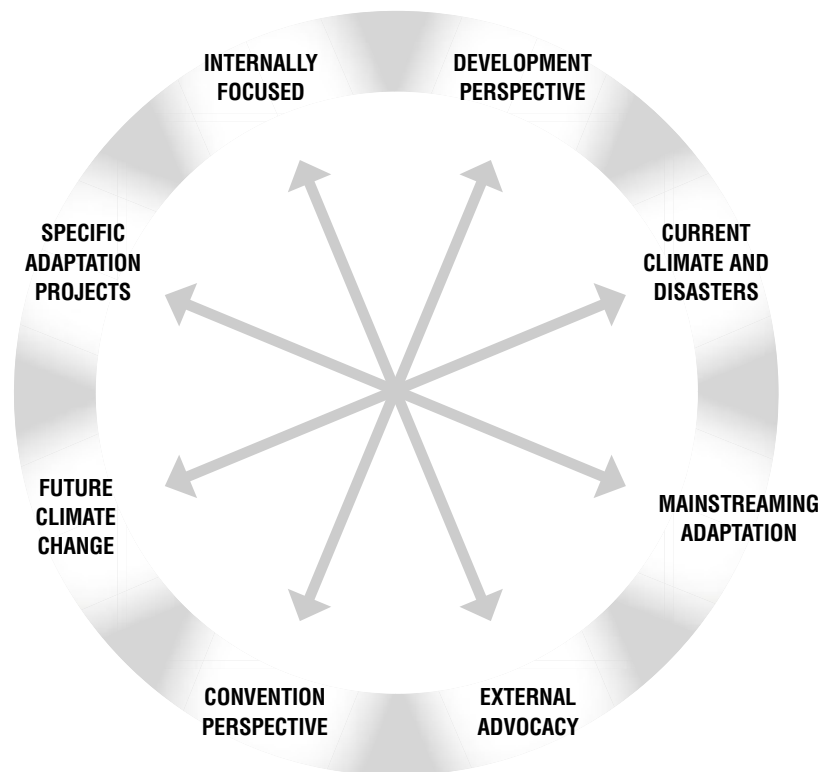 INTERNALLY
FOCUSED
DEVELOPMENT
PERSPECTIVE
SPECIFIC
ADAPTATION
PROJECTS
CURRENT
CLIMATE AND
DISASTERS
FUTURE
CLIMATE
CHANGE
MAINSTREAMING
ADAPTATION
CONVENTION
PERSPECTIVE
EXTERNAL
ADVOCACY